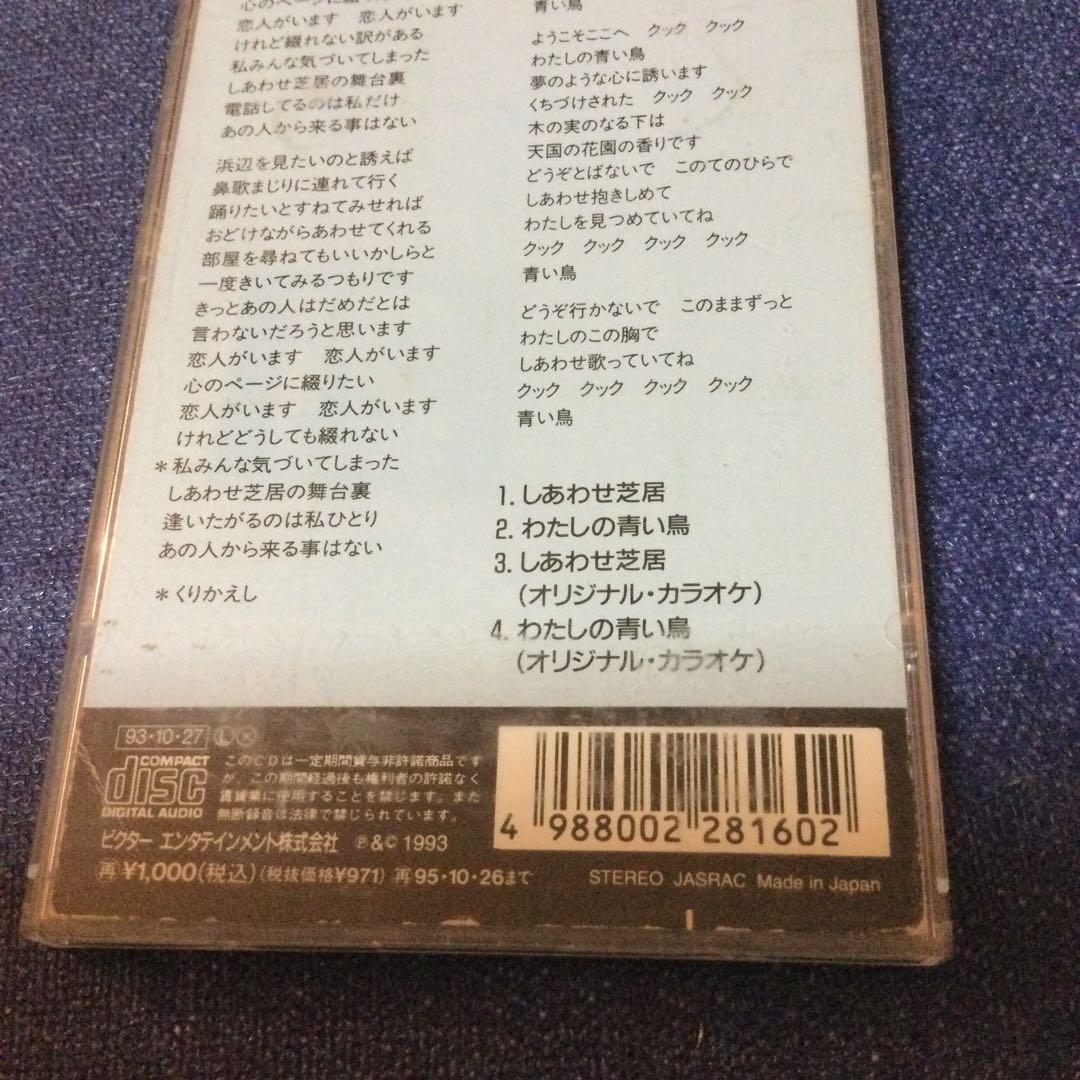 心のページに綴り
恋人がいます　恋人がいます
けれど綴れない訳がある
私みんな気づいてしまった
しあわせ芝居の舞台裏
電話してるのは私だけ
あの人から来る事はない
浜辺を見たいのと誘えば
鼻歌まじりに連れて行く
踊りたいとすねてみせれば
おどけながらあわせてくれる
部屋を尋ねてもいいかしらと
一度きいてみるつもりです
きっとあの人はだめだとは
言わないだろうと思います
恋人がいます　恋人がいます
心のページに綴りたい
恋人がいます　恋人がいます
けれどどうしても綴れない
＊私みんな気づいてしまった
しあわせ芝居の舞台裏
逢いたがるのは私ひとり
あの人から来る事はない
＊くりかえし
青い鳥
ようこそここへ　クック　クック
わたしの青い鳥
夢のような心に誘います
くちづけされた　クック　クック
木の実のなる下は
天国の花園の香りです
どうぞとばないで　このてのひらで
しあわせ抱きしめて
わたしを見つめていてね
クック　クック　クック　クック
青い鳥
どうぞ行かないで　このままずっと
わたしのこの胸で
しあわせ歌っていてね
クック　クック　クック　クック
青い鳥
1. しあわせ芝居
2. わたしの青い鳥
3. しあわせ芝居
(オリジナル・カラオケ)
4. わたしの青い鳥
(オリジナル・カラオケ)
93・10・27 Ⓛ Ⓧ
COMPACT
disc
DIGITAL AUDIO
このCDは一定期間貸与非許諾商品です
が、この期間経過後も権利者の許諾なく
賃貸業に使用することを禁じます。また
無断録音は法律で禁じられています。
ビクター エンタテインメント株式会社　Ⓟ&© 1993
再 ¥1,000(税込)(税抜価格¥971) 再95・10・26まで
4 988002 281602
STEREO JASRAC Made in Japan